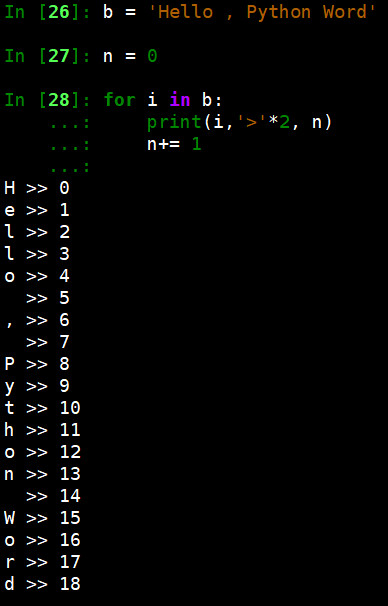 In [26]: b = 'Hello , Python Word'
In [27]: n = 0
In [28]: for i in b:
    ...:     print(i,'>'*2, n)
    ...:     n+= 1
    ...:
H >> 0
e >> 1
l >> 2
l >> 3
o >> 4
  >> 5
, >> 6
  >> 7
P >> 8
y >> 9
t >> 10
h >> 11
o >> 12
n >> 13
  >> 14
W >> 15
o >> 16
r >> 17
d >> 18